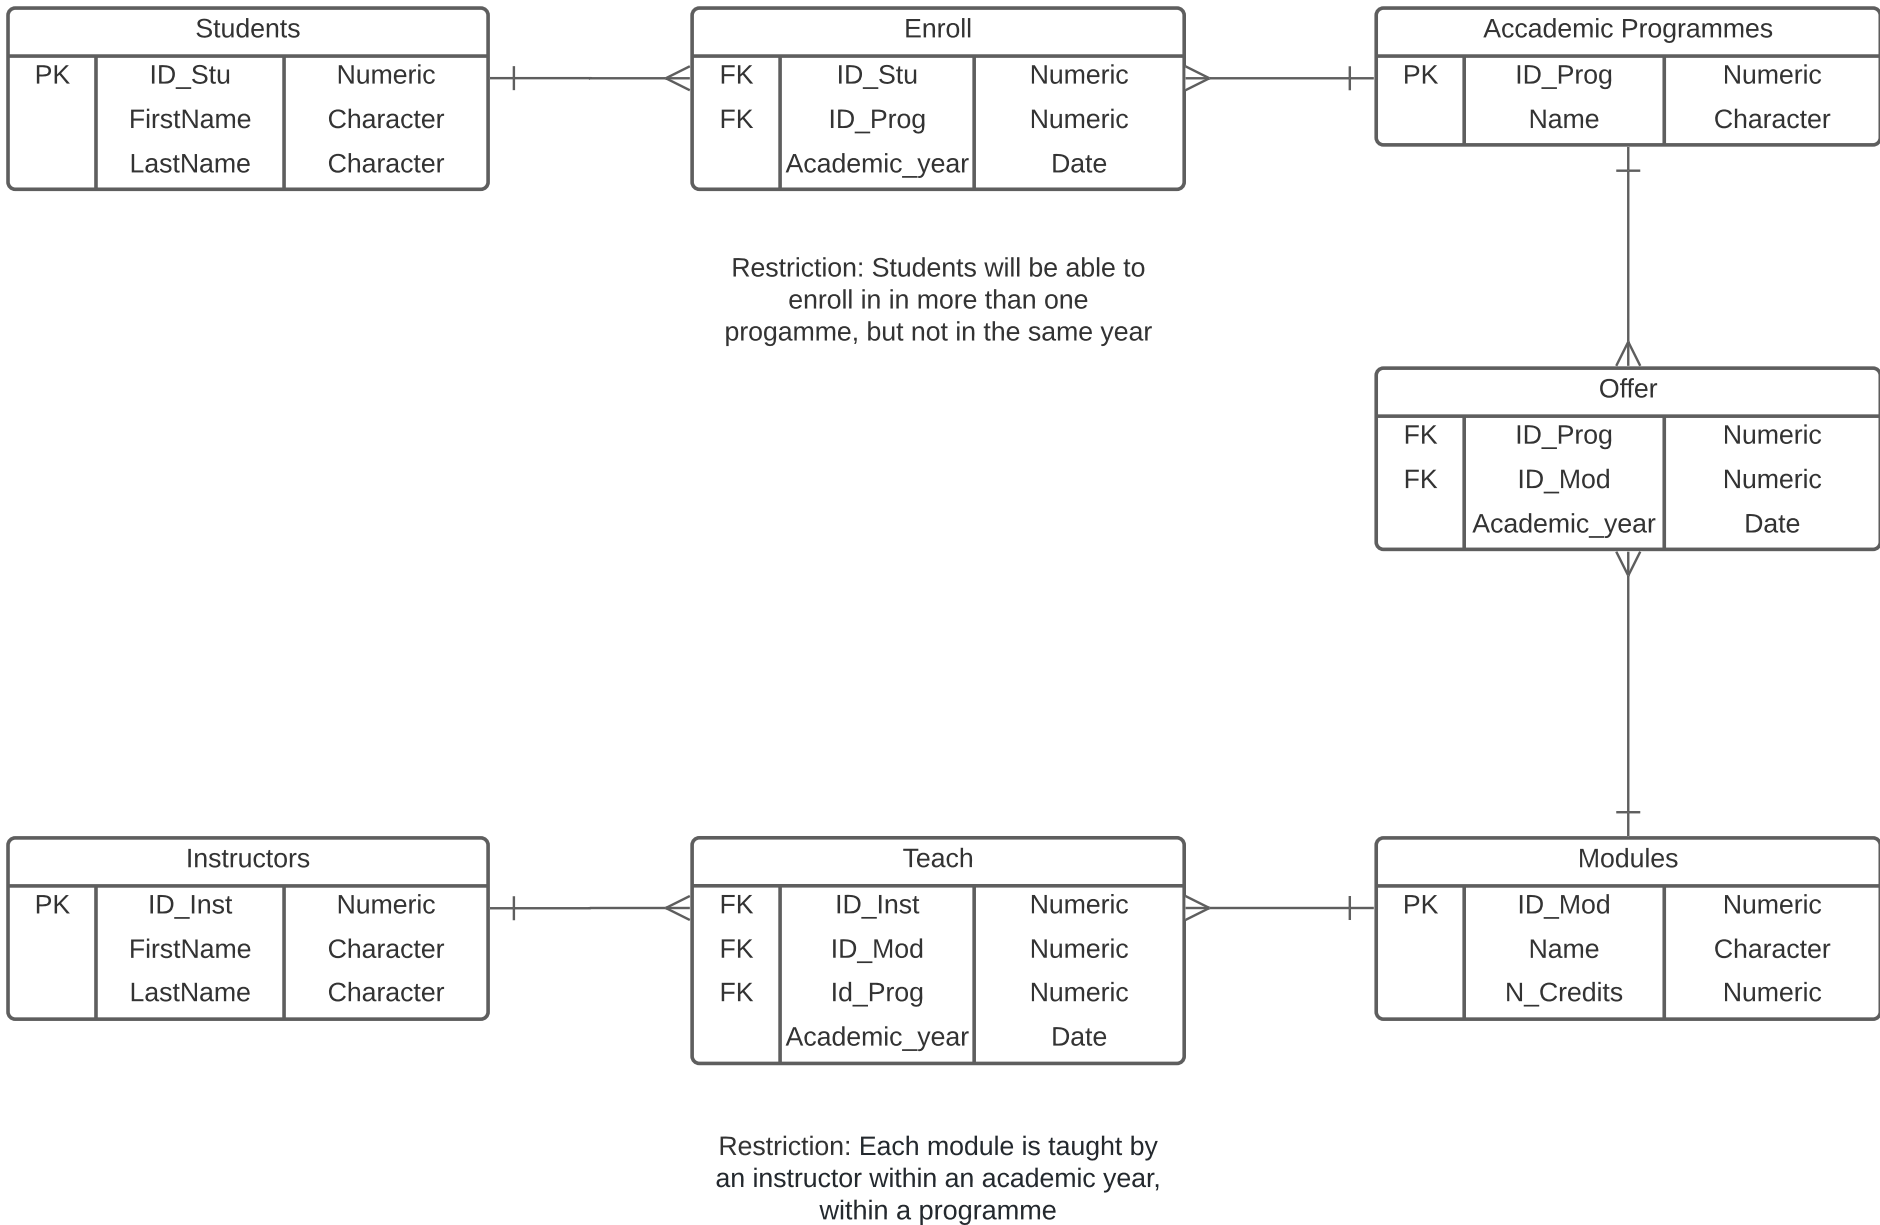 Students
PK ID_Stu Numeric
FirstName Character
LastName Character
Enroll
FK ID_Stu Numeric
FK ID_Prog Numeric
Academic_year Date
Accademic Programmes
PK ID_Prog Numeric
Name Character
Restriction: Students will be able to
enroll in in more than one
progamme, but not in the same year
Offer
FK ID_Prog Numeric
FK ID_Mod Numeric
Academic_year Date
Instructors
PK ID_Inst Numeric
FirstName Character
LastName Character
Teach
FK ID_Inst Numeric
FK ID_Mod Numeric
FK Id_Prog Numeric
Academic_year Date
Modules
PK ID_Mod Numeric
Name Character
N_Credits Numeric
Restriction: Each module is taught by
an instructor within an academic year,
within a programme